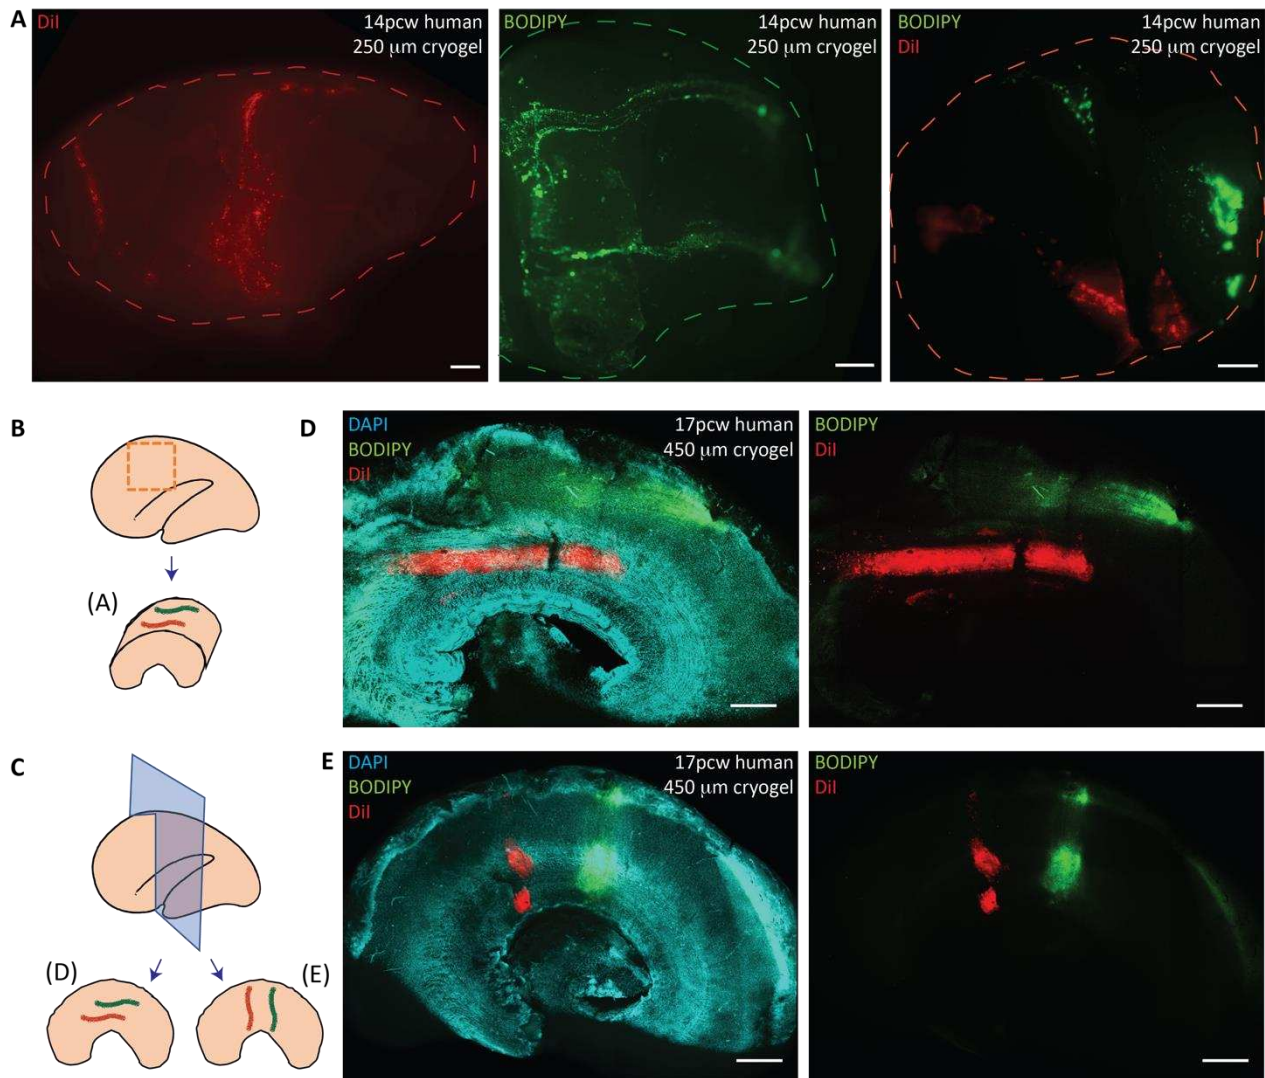 A
DiI
14pcw human
250 μm cryogel
BODIPY
14pcw human
250 μm cryogel
BODIPY
DiI
14pcw human
250 μm cryogel
B
(A)
C
(D)
(E)
D
DAPI
BODIPY
DiI
17pcw human
450 μm cryogel
BODIPY
DiI
E
DAPI
BODIPY
DiI
17pcw human
450 μm cryogel
BODIPY
DiI